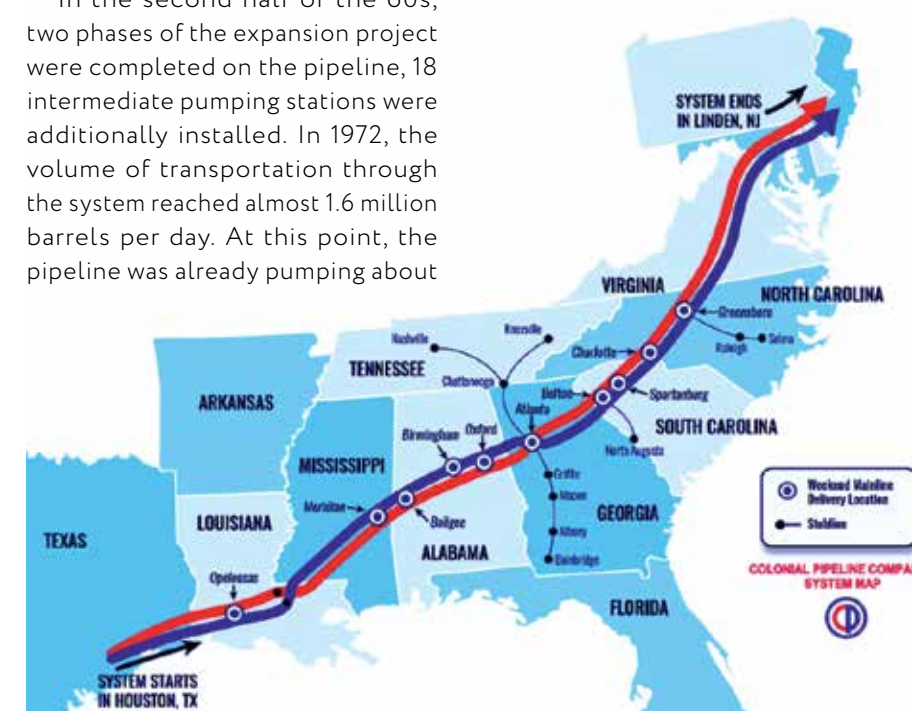 In the second half of the 60s,
two phases of the expansion project
were completed on the pipeline, 18
intermediate pumping stations were
additionally installed. In 1972, the
volume of transportation through
the system reached almost 1.6 million
barrels per day. At this point, the
pipeline was already pumping about
SYSTEM ENDS
IN LINDEN, NJ
VIRGINIA
NORTH CAROLINA
Greensboro
Raleigh
Selma
Nashville
Knoxville
TENNESSEE
Chattanooga
Charlotte
Belton
Spartanburg
Atlanta
ARKANSAS
SOUTH CAROLINA
North Augusta
Birmingham
Oxford
MISSISSIPPI
Griffin
Macon
GEORGIA
Albany
Bainbridge
Meridian
LOUISIANA
ALABAMA
TEXAS
Opelousas
FLORIDA
Mainline
Delivery Location
Stubline
COLONIAL PIPELINE COMPA
SYSTEM MAP
SYSTEM STARTS
IN HOUSTON, TX